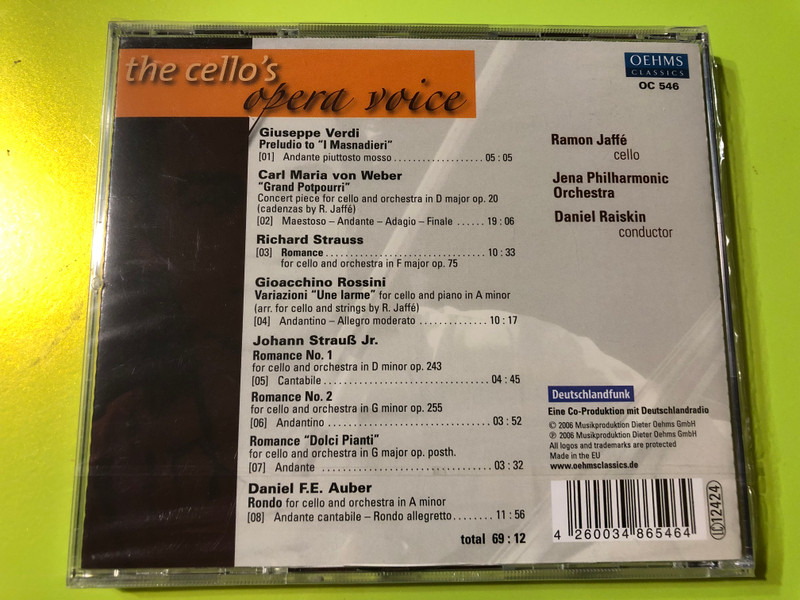 the cello's
opera voice
OEHMS
CLASSICS
OC 546
Giuseppe Verdi
Preludio to "I Masnadieri"
[01] Andante piuttosto mosso . . . . . . . . . . . . . . . . . . . 05 : 05
Carl Maria von Weber
"Grand Potpourri"
Concert piece for cello and orchestra in D major op. 20
(cadenzas by R. Jaffé)
[02] Maestoso – Andante – Adagio – Finale . . . . . . 19 : 06
Richard Strauss
[03] Romance . . . . . . . . . . . . . . . . . . . . . . . . . . . . . . . 10 : 33
for cello and orchestra in F major op. 75
Gioacchino Rossini
Variazioni "Une larme" for cello and piano in A minor
(arr. for cello and strings by R. Jaffé)
[04] Andantino – Allegro moderato . . . . . . . . . . . . . 10 : 17
Johann Strauß Jr.
Romance No. 1
for cello and orchestra in D minor op. 243
[05] Cantabile . . . . . . . . . . . . . . . . . . . . . . . . . . . . . . . 04 : 45
Romance No. 2
for cello and orchestra in G minor op. 255
[06] Andantino . . . . . . . . . . . . . . . . . . . . . . . . . . . . . . 03 : 52
Romance "Dolci Pianti"
for cello and orchestra in G major op. posth.
[07] Andante . . . . . . . . . . . . . . . . . . . . . . . . . . . . . . . 03 : 32
Daniel F.E. Auber
Rondo for cello and orchestra in A minor
[08] Andante cantabile – Rondo allegretto . . . . . . . . 11 : 56
total 69 : 12
Ramon Jaffé
cello
Jena Philharmonic
Orchestra
Daniel Raiskin
conductor
Deutschlandfunk
Eine Co-Produktion mit Deutschlandradio
© 2006 Musikproduktion Dieter Oehms GmbH
℗ 2006 Musikproduktion Dieter Oehms GmbH
All logos and trademarks are protected
Made in the EU
www.oehmsclassics.de
4 260034 865464
LC 12424